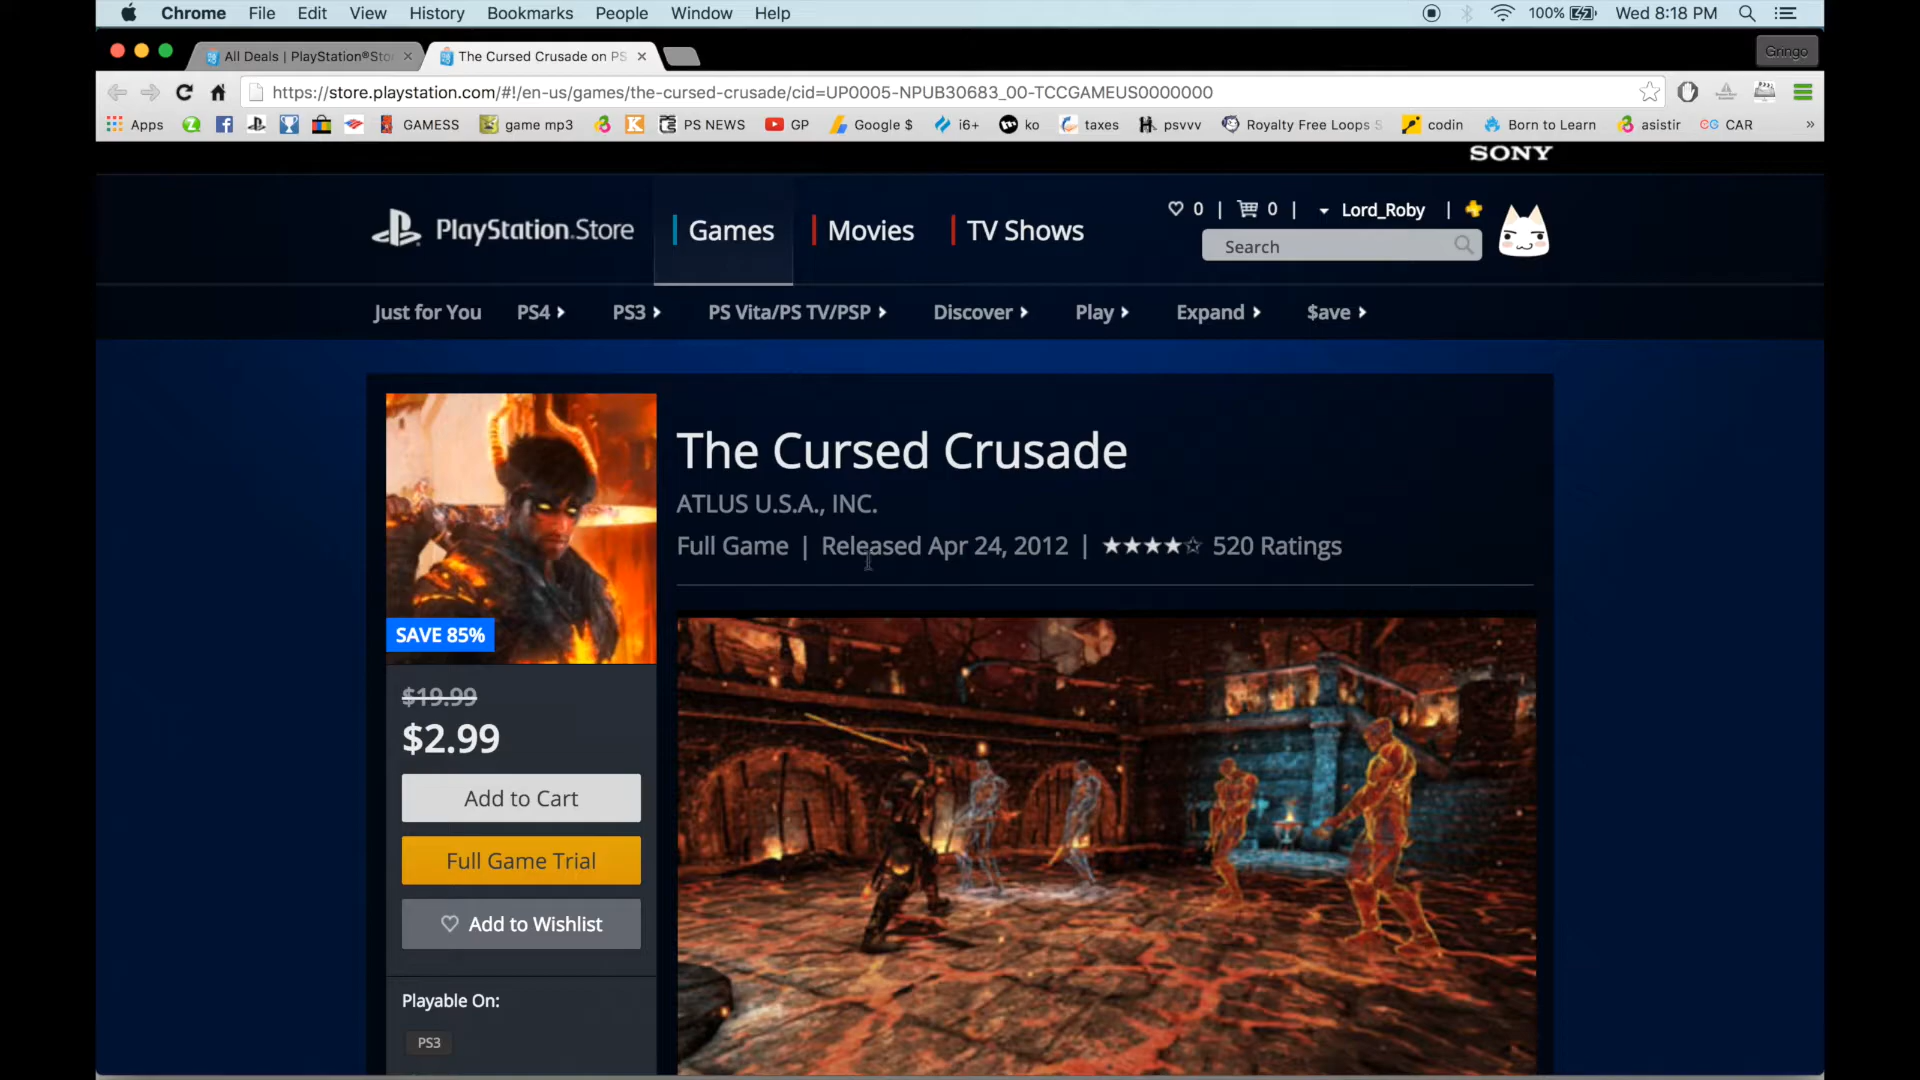 Chrome File Edit View History Bookmarks People Window Help 100% Wed 8:18 PM
All Deals | PlayStation®Sto The Cursed Crusade on PS Gringo
https://store.playstation.com/#!/en-us/games/the-cursed-crusade/cid=UP0005-NPUB30683_00-TCCGAMEUS0000000
Apps GAMESS game mp3 PS NEWS GP Google $ i6+ ko taxes psvvv Royalty Free Loops S codin Born to Learn asistir CAR »
SONY
PlayStation.Store Games Movies TV Shows
0 | 0 | Lord_Roby |
Search
Just for You PS4 PS3 PS Vita/PS TV/PSP Discover Play Expand $ave
The Cursed Crusade
ATLUS U.S.A., INC.
Full Game | Released Apr 24, 2012 | ★★★★☆ 520 Ratings
SAVE 85%
$19.99
$2.99
Add to Cart
Full Game Trial
Add to Wishlist
Playable On:
PS3